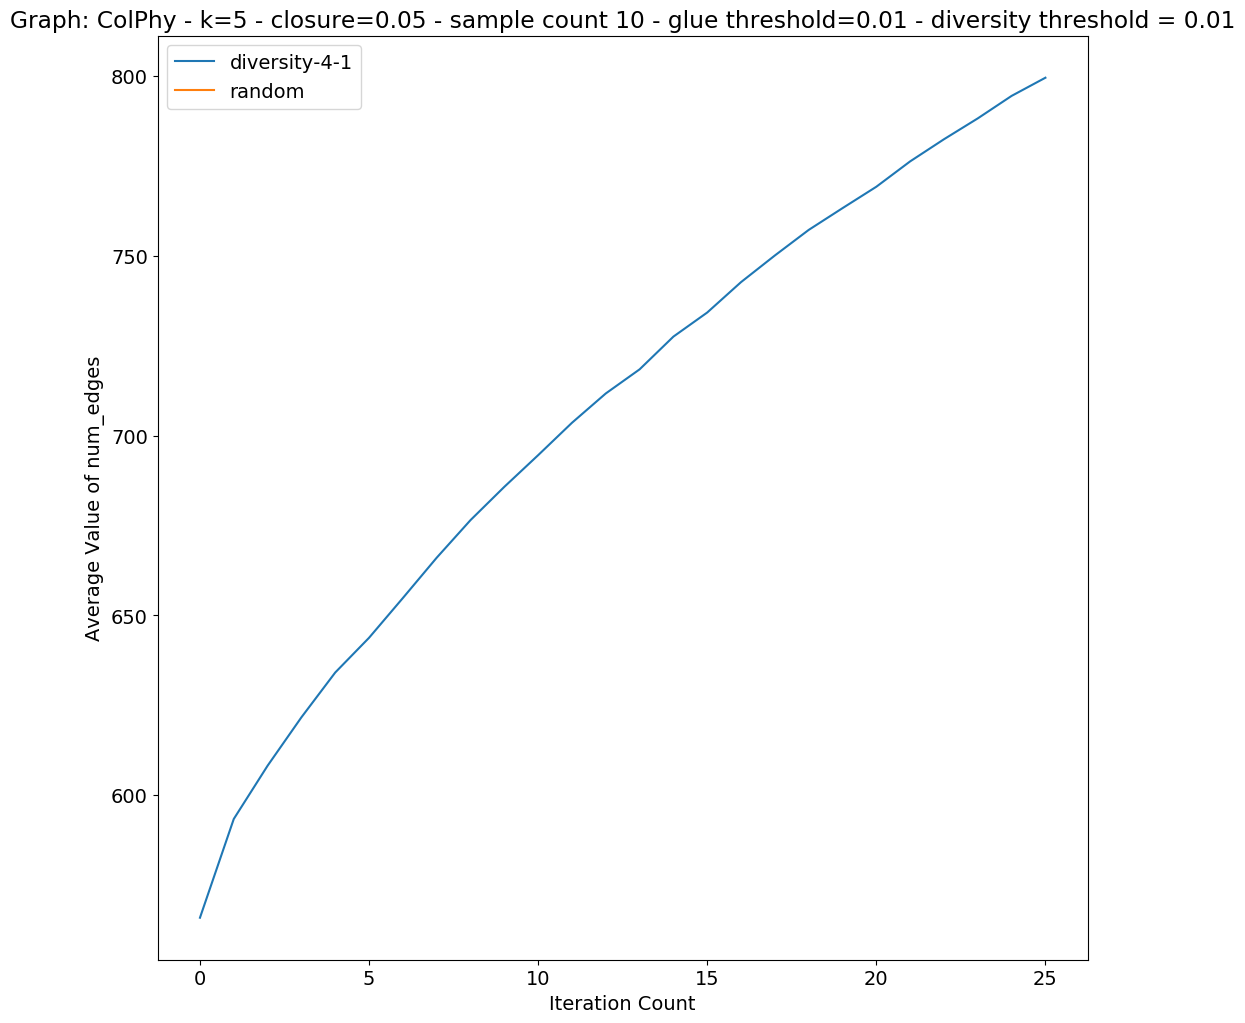 Graph: ColPhy - k=5 - closure=0.05 - sample count 10 - glue threshold=0.01 - diversity threshold = 0.01
diversity-4-1
random
800
750
700
650
600
Average Value of num_edges
0 5 10 15 20 25
Iteration Count